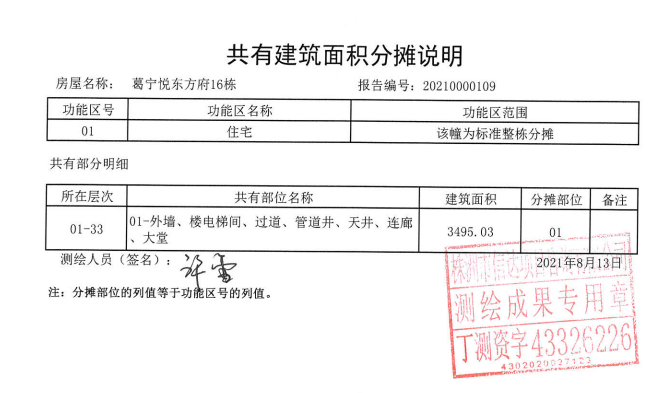 共有建筑面积分摊说明
房屋名称： 葛宁悦东方府16栋 报告编号：20210000109
功能区号 功能区名称 功能区范围
01 住宅 该幢为标准整栋分摊
共有部分明细
所在层次 共有部位名称 建筑面积 分摊部位 备注
01-33 01-外墙、楼电梯间、过道、管道井、天井、连廊、大堂 3495.03 01
测绘人员（签名）：许雷 2021年8月13日
注：分摊部位的列值等于功能区号的列值。
测绘成果专用章
丁测资字43326226
4302020027123